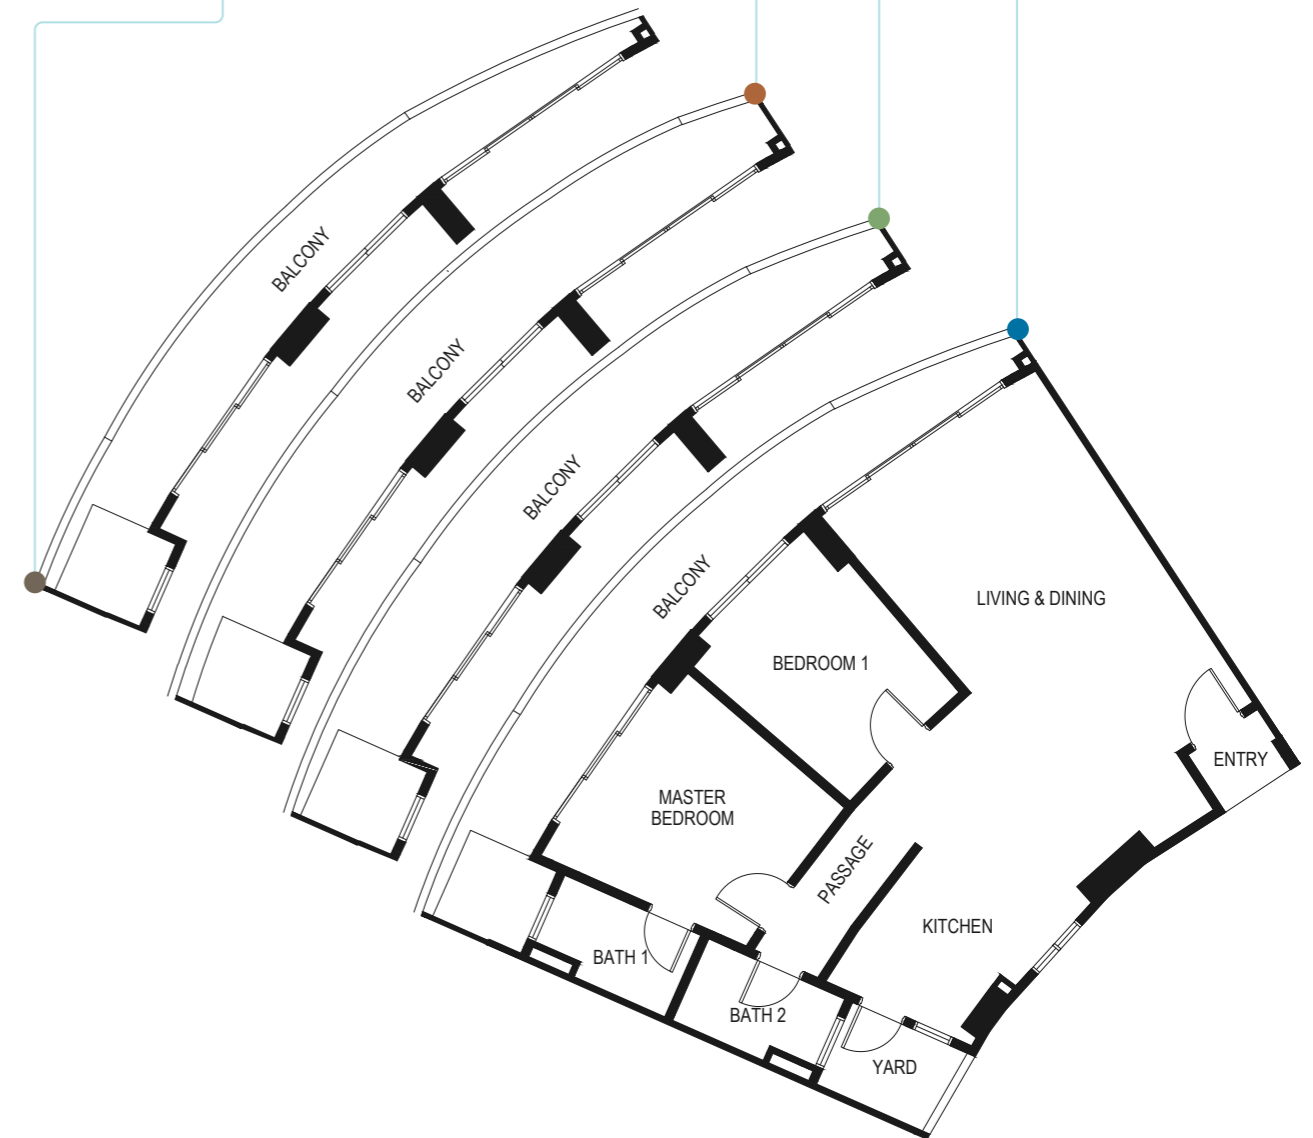 BALCONY
BALCONY
BALCONY
BALCONY
LIVING & DINING
BEDROOM 1
ENTRY
MASTER
BEDROOM
PASSAGE
KITCHEN
BATH 1
BATH 2
YARD